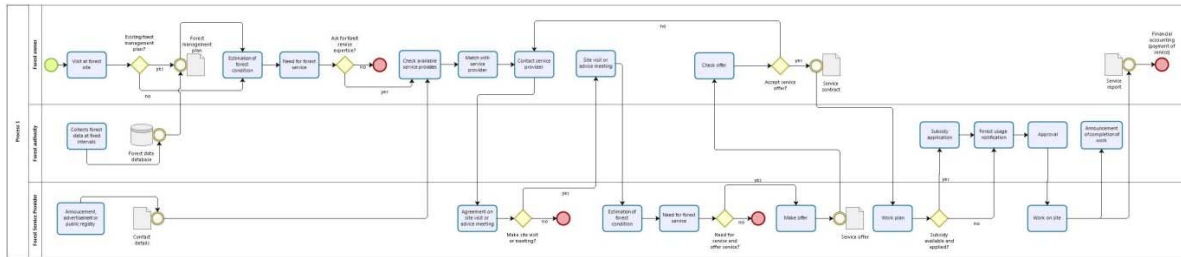 Process 1
Forest owner
Visit at forest
site
Existing forest
management
plan?
yes
no
Forest
management
plan
Estimation of
forest
condition
Need for forest
service
Ask for forest
service
expertise?
no
yes
Check available
service providers
Match with
service
provider
Contact service
provider
Site visit or
advice meeting
no
Check offer
Accept service
offer?
yes
Service
contract
Service
report
Financial
accounting
(payment of
service)
Forest authority
Collects forest
data at fixed
intervals
Forest data
database
Subsidy
application
Forest usage
notification
Approval
Announcement
of completion of
work
Forest Service Provider
Announcement,
advertisement or
public registry
Contact
details
Agreement on
site visit or
advice meeting
Make site visit
or meeting?
yes
no
Estimation of
forest
condition
Need for forest
service
Need for
service and
offer service?
yes
no
Make offer
Service offer
Work plan
Subsidy
available and
applied?
yes
no
Work on site